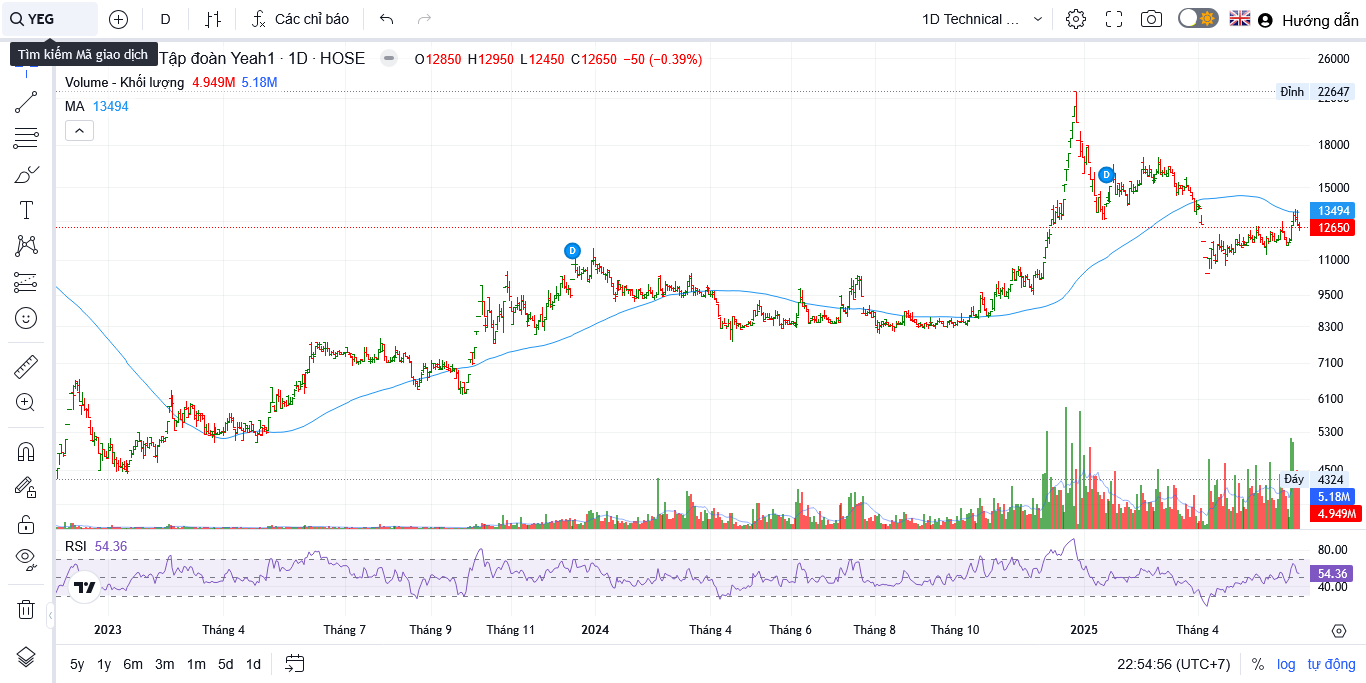 YEG
D
Các chỉ báo
1D Technical ...
Hướng dẫn
Tìm kiếm Mã giao dịch
Tập đoàn Yeah1 · 1D · HOSE
O12850 H12950 L12450 C12650 −50 (−0.39%)
Volume - Khối lượng 4.949M 5.18M
MA 13494
26000
Đỉnh 22647
18000
15000
13494
12650
11000
9500
8300
7100
6100
5300
4500
Đáy 4324
5.18M
4.949M
D
D
RSI 54.36
80.00
54.36
40.00
2023 Tháng 4 Tháng 7 Tháng 9 Tháng 11 2024 Tháng 4 Tháng 6 Tháng 8 Tháng 10 2025 Tháng 4
5y 1y 6m 3m 1m 5d 1d
22:54:56 (UTC+7) % log tự động